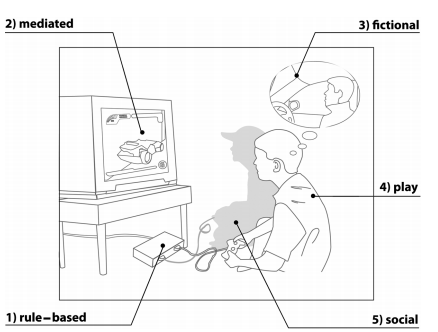 2) mediated
3) fictional
4) play
1) rule–based
5) social